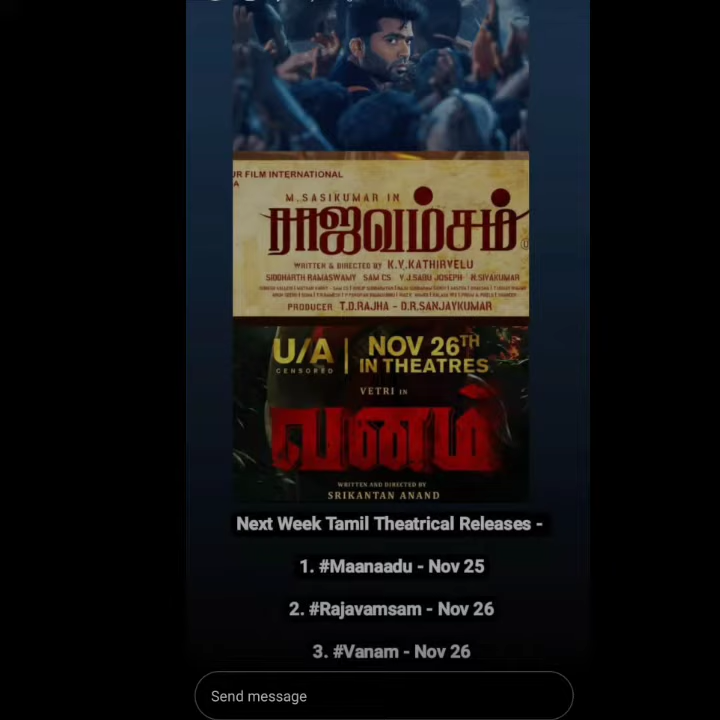 UR FILM INTERNATIONAL
A
M.SASIKUMAR IN
ராஜவம்சம்
WRITTEN & DIRECTED BY K.V.KATHIRVELU
SIDDHARTH RAMASWAMY SAM CS V.J.SABU JOSEPH N.SIVAKUMAR
PRODUCER T.D.RAJHA - D.R.SANJAYKUMAR
U/A NOV 26TH
CENSORED IN THEATRES
VETRI IN
வனம்
WRITTEN AND DIRECTED BY
SRIKANTAN ANAND
Next Week Tamil Theatrical Releases -
1. #Maanaadu - Nov 25
2. #Rajavamsam - Nov 26
3. #Vanam - Nov 26
Send message